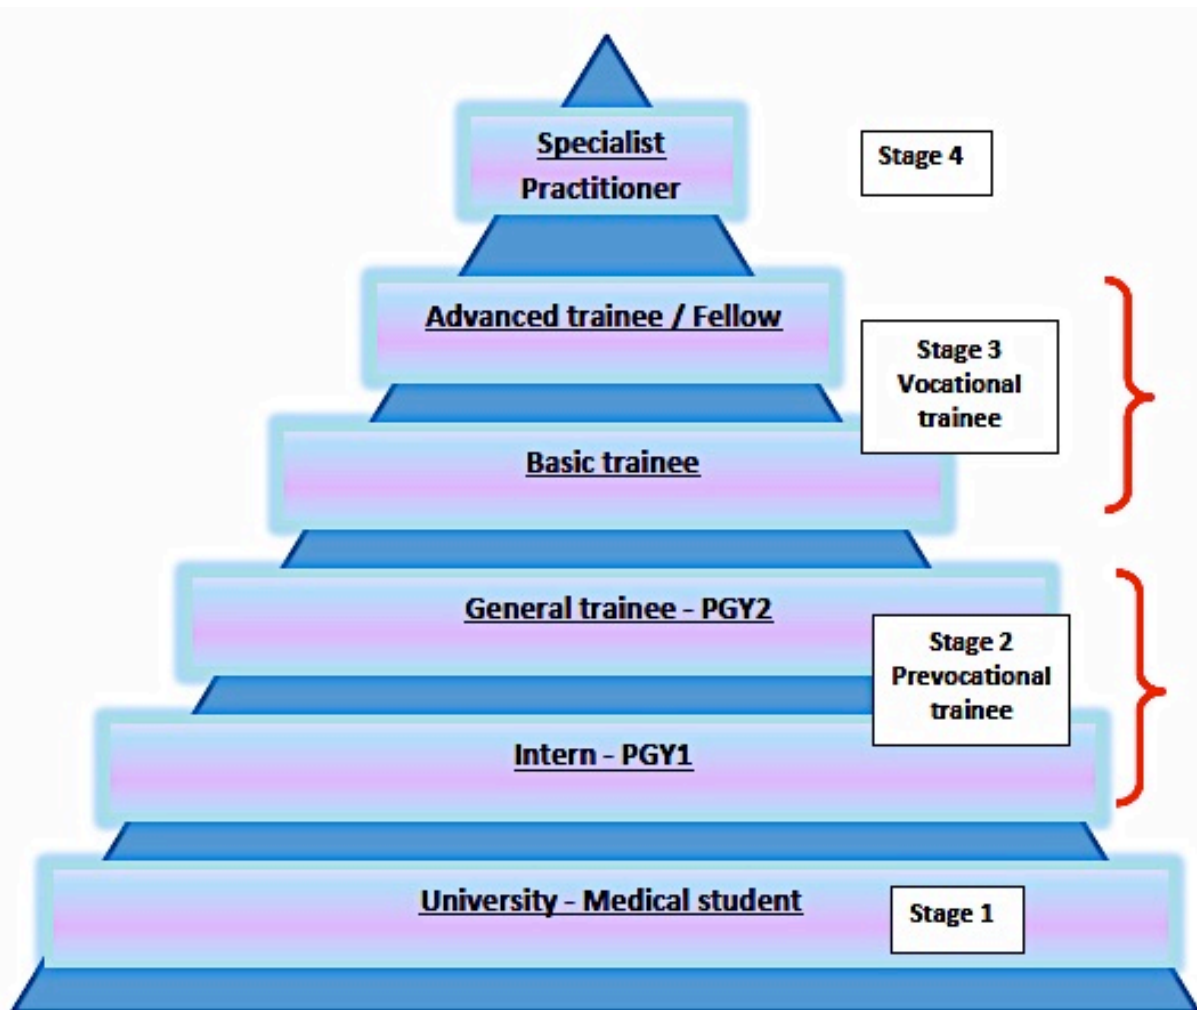 Specialist
Practitioner
Stage 4
Advanced trainee / Fellow
Stage 3
Vocational
trainee
Basic trainee
General trainee - PGY2
Stage 2
Prevocational
trainee
Intern - PGY1
University - Medical student
Stage 1